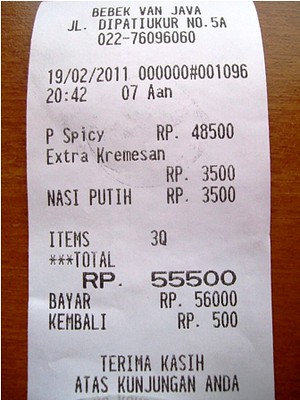 BEBEK VAN JAVA
JL. DIPATIUKUR NO.5A
022-76096060
19/02/2011 000000#001096
20:42 07 Aan
P Spicy RP. 48500
Extra Kremesan
RP. 3500
NASI PUTIH RP. 3500
ITEMS 3Q
***TOTAL
RP. 55500
BAYAR RP. 56000
KEMBALI RP. 500
TERIMA KASIH
ATAS KUNJUNGAN ANDA